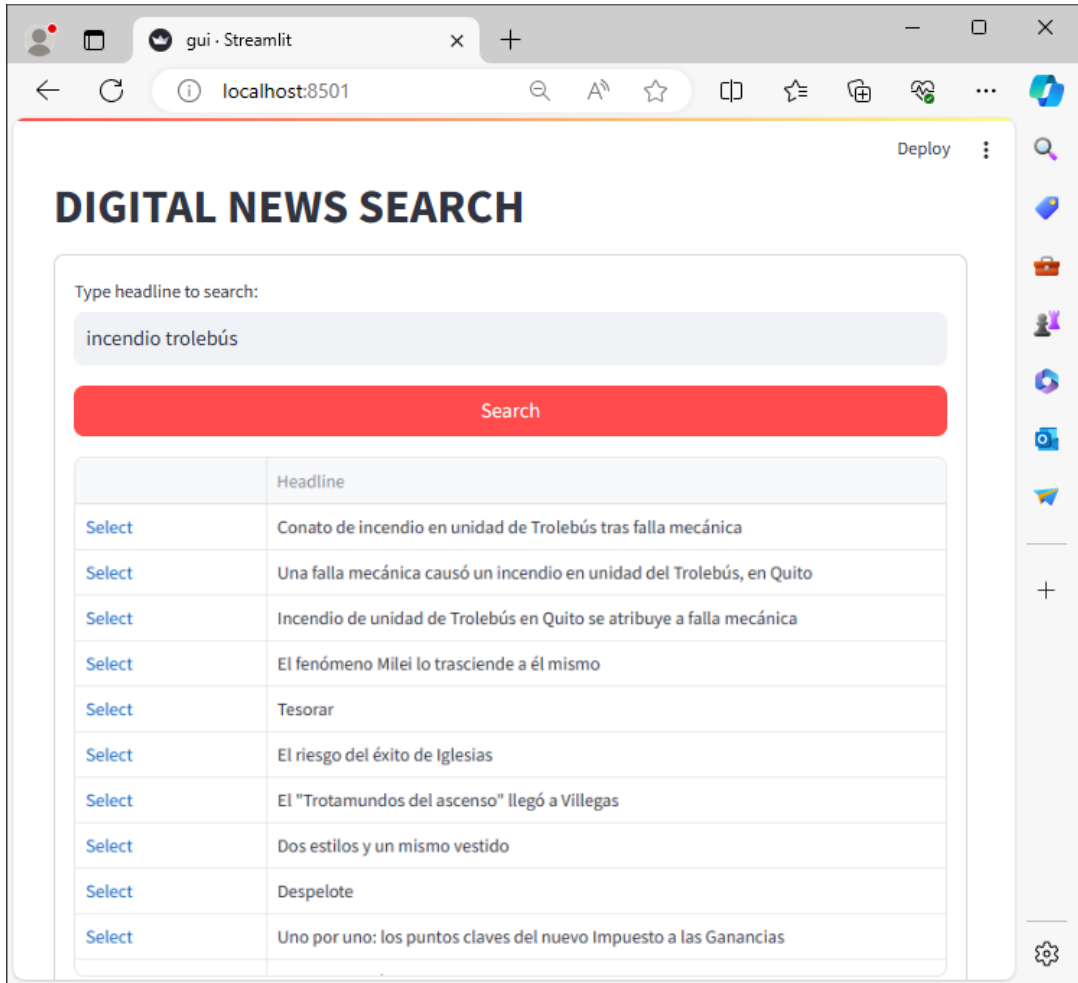 gui · Streamlit
localhost:8501
Deploy
DIGITAL NEWS SEARCH
Type headline to search:
incendio trolebús
Search
Headline
Select Conato de incendio en unidad de Trolebús tras falla mecánica
Select Una falla mecánica causó un incendio en unidad del Trolebús, en Quito
Select Incendio de unidad de Trolebús en Quito se atribuye a falla mecánica
Select El fenómeno Milei lo trasciende a él mismo
Select Tesorar
Select El riesgo del éxito de Iglesias
Select El "Trotamundos del ascenso" llegó a Villegas
Select Dos estilos y un mismo vestido
Select Despelote
Select Uno por uno: los puntos claves del nuevo Impuesto a las Ganancias